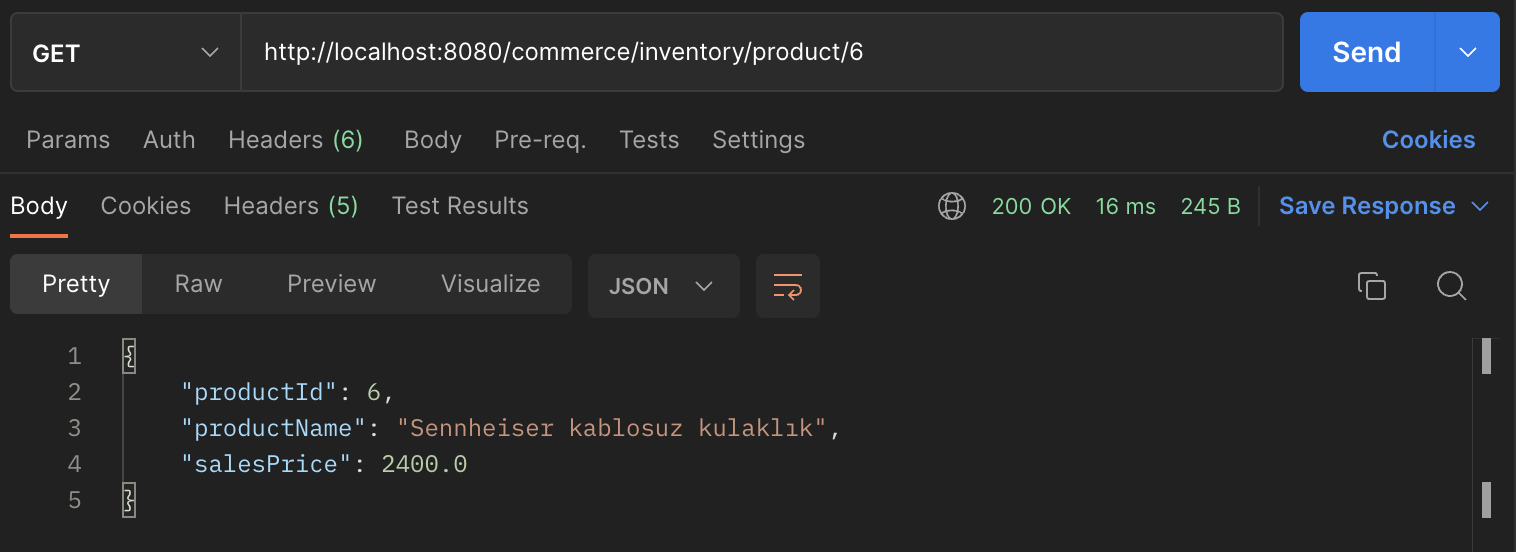 GET http://localhost:8080/commerce/inventory/product/6 Send
Params Auth Headers (6) Body Pre-req. Tests Settings Cookies
Body Cookies Headers (5) Test Results 200 OK 16 ms 245 B Save Response
Pretty Raw Preview Visualize JSON
1 {
2 "productId": 6,
3 "productName": "Sennheiser kablosuz kulaklık",
4 "salesPrice": 2400.0
5 }